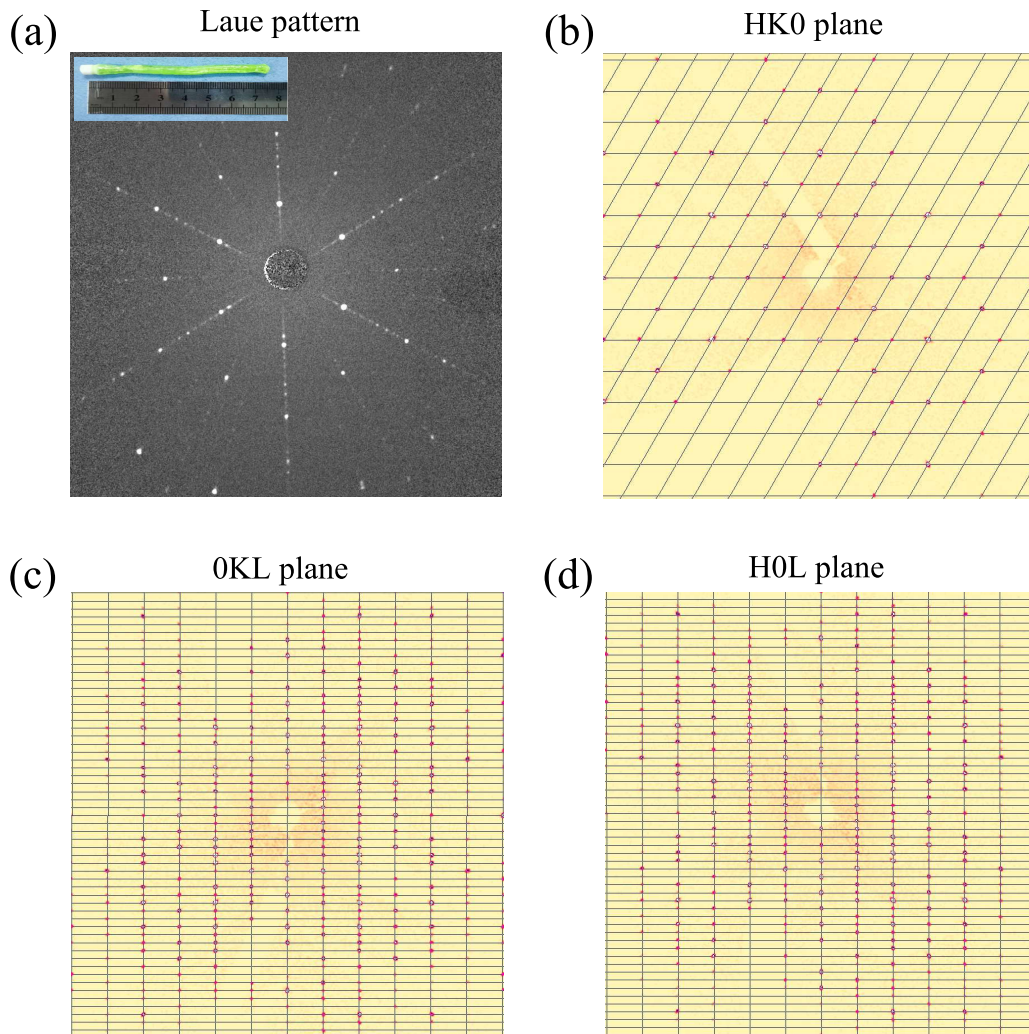 (a)
Laue pattern
1 2 3 4 5 6 7 8
(b)
HK0 plane
(c)
0KL plane
(d)
H0L plane